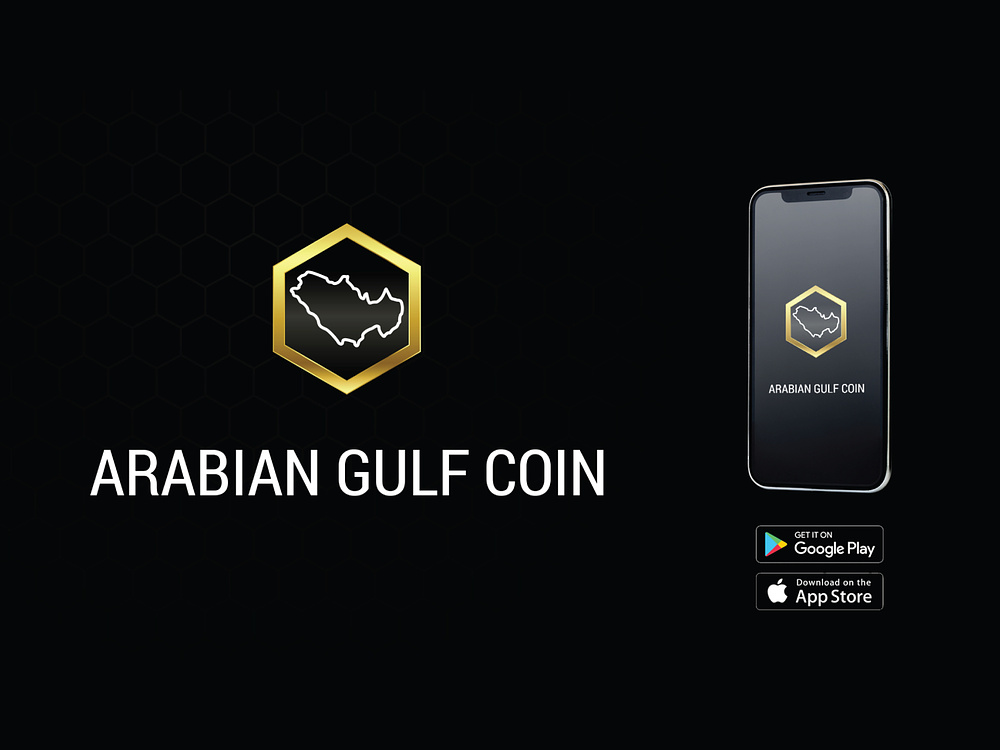 ARABIAN GULF COIN
ARABIAN GULF COIN
GET IT ON
Google Play
Download on the
App Store